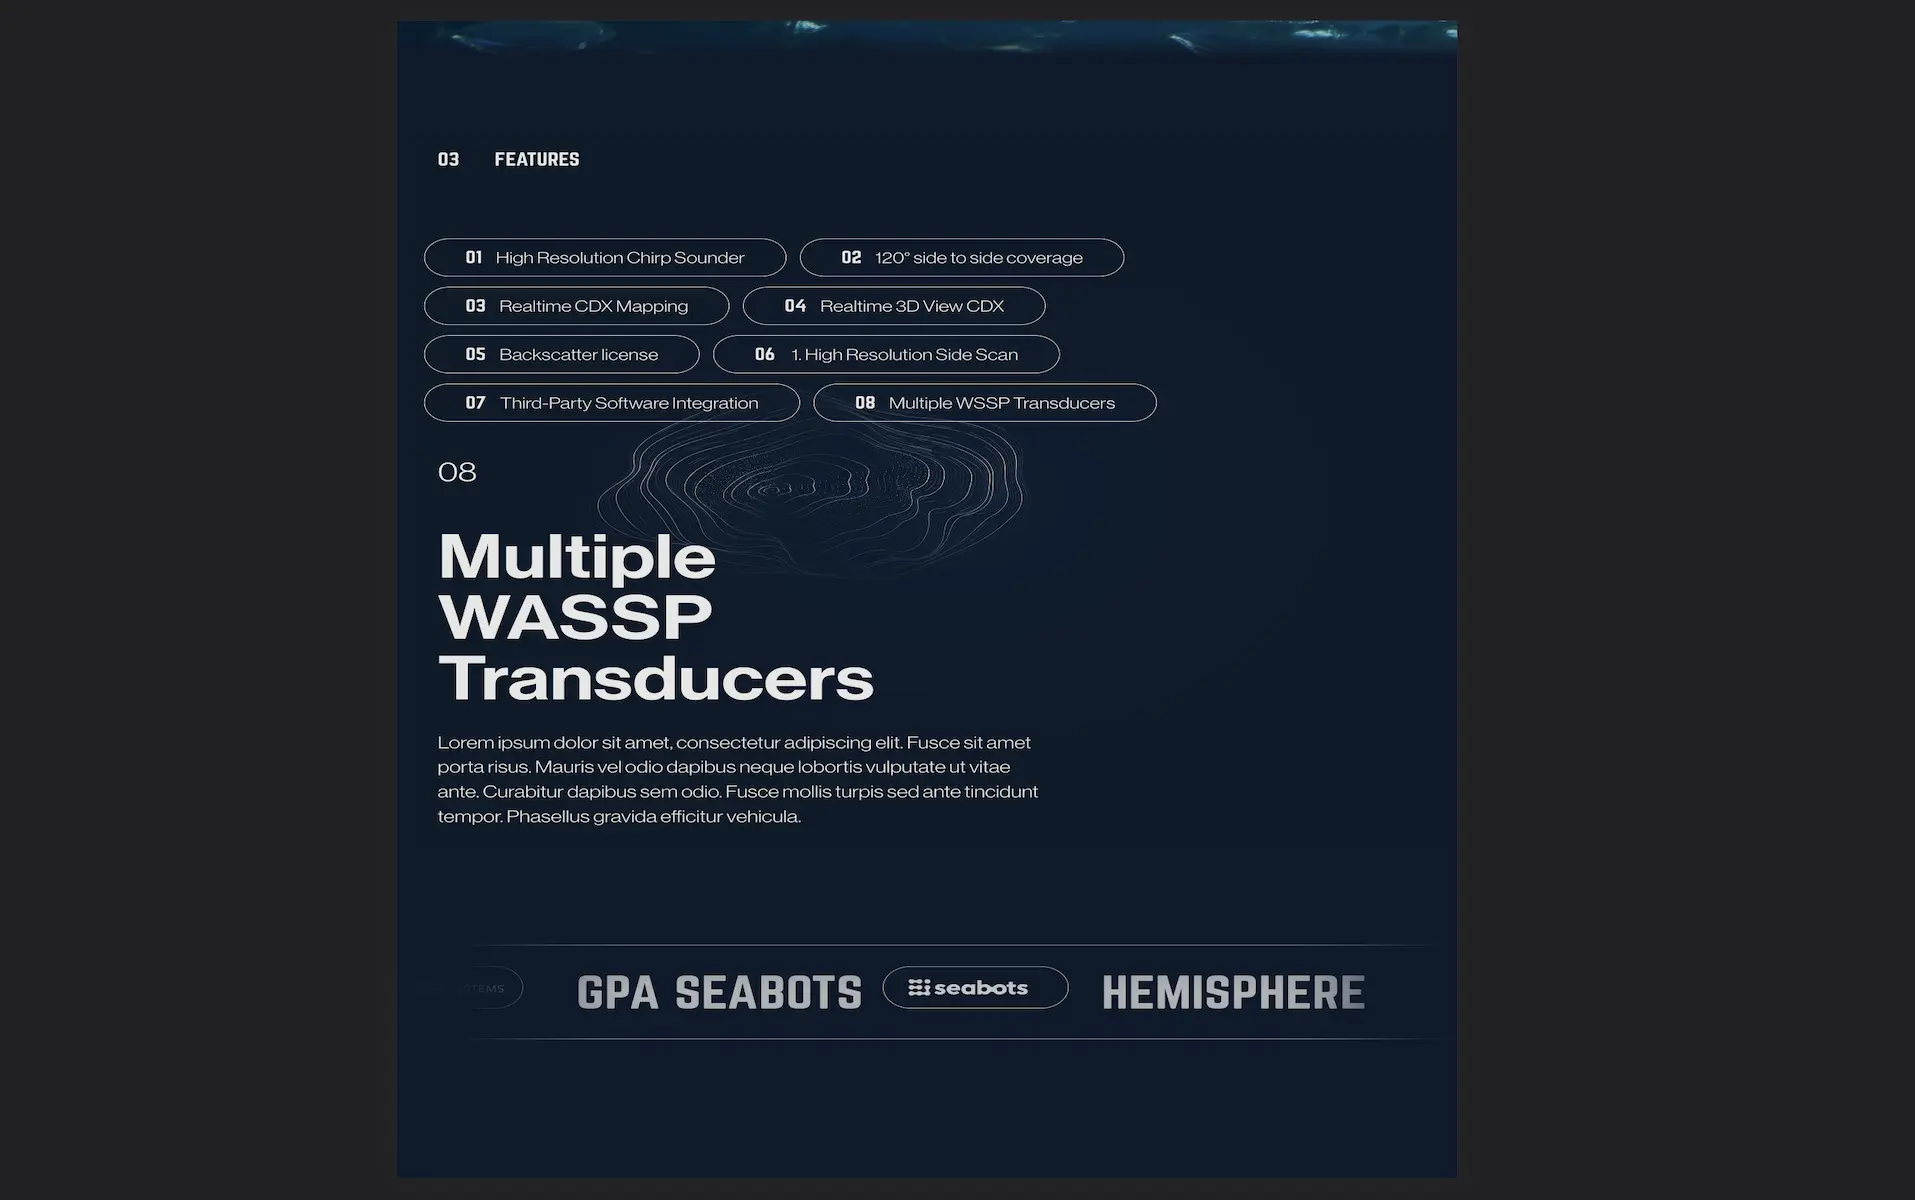 03 FEATURES
01 High Resolution Chirp Sounder
02 120° side to side coverage
03 Realtime CDX Mapping
04 Realtime 3D View CDX
05 Backscatter license
06 1. High Resolution Side Scan
07 Third-Party Software Integration
08 Multiple WSSP Transducers
08
Multiple
WASSP
Transducers
Lorem ipsum dolor sit amet, consectetur adipiscing elit. Fusce sit amet
porta risus. Mauris vel odio dapibus neque lobortis vulputate ut vitae
ante. Curabitur dapibus sem odio. Fusce mollis turpis sed ante tincidunt
tempor. Phasellus gravida efficitur vehicula.
GPA SEABOTS seabots HEMISPHERE